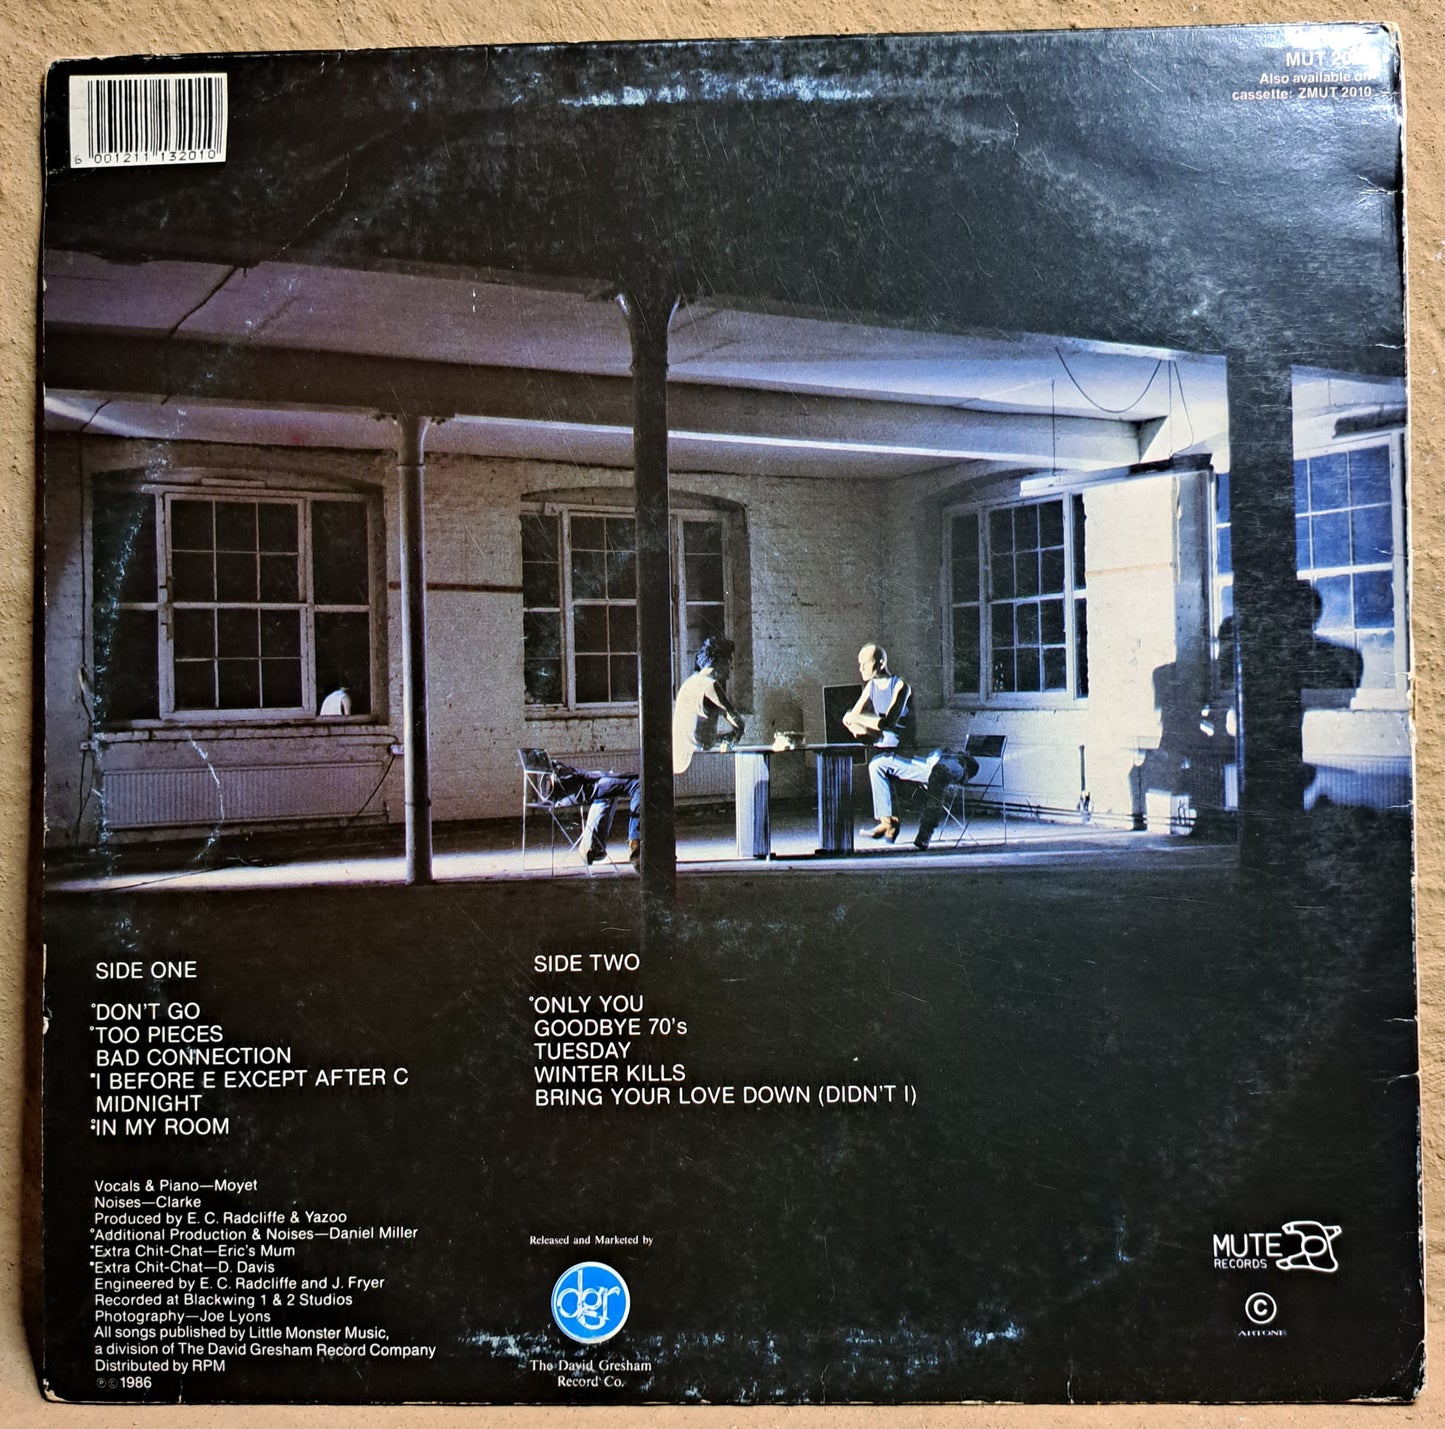 6 001211 132010
MUT
Also available on
cassette: ZMUT 2010
SIDE ONE
°DON'T GO
°TOO PIECES
BAD CONNECTION
•I BEFORE E EXCEPT AFTER C
MIDNIGHT
°IN MY ROOM
SIDE TWO
°ONLY YOU
GOODBYE 70's
TUESDAY
WINTER KILLS
BRING YOUR LOVE DOWN (DIDN'T I)
Vocals & Piano—Moyet
Noises—Clarke
Produced by E. C. Radcliffe & Yazoo
°Additional Production & Noises—Daniel Miller
•Extra Chit-Chat—Eric's Mum
•Extra Chit-Chat—D. Davis
Engineered by E. C. Radcliffe and J. Fryer
Recorded at Blackwing 1 & 2 Studios
Photography—Joe Lyons
All songs published by Little Monster Music,
a division of The David Gresham Record Company
Distributed by RPM
℗ © 1986
Released and Marketed by
dgr
The David Gresham
Record Co.
MUTE
RECORDS
©
ARTONE